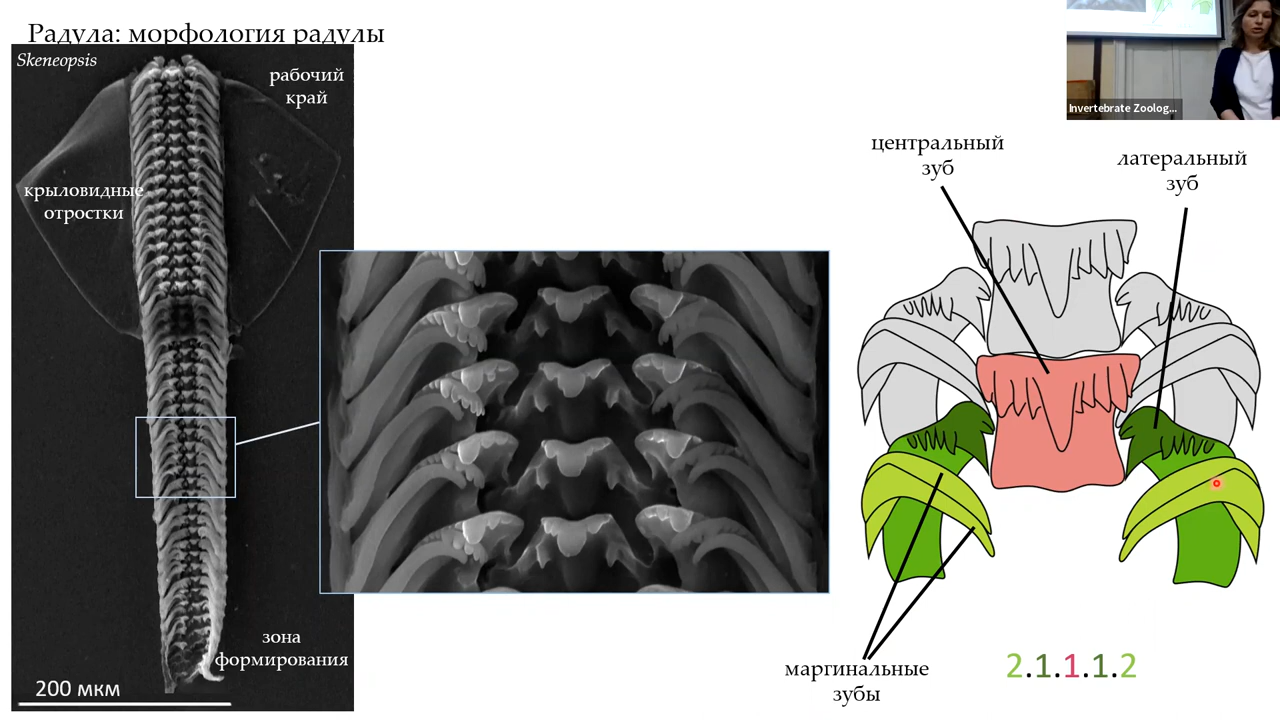 Радула: морфология радулы
Skeneopsis
рабочий
край
Invertebrate Zoolog...
центральный
зуб
латеральный
зуб
крыловидные
отростки
зона
формирования
200 мкм
маргинальные
зубы
2.1.1.1.2